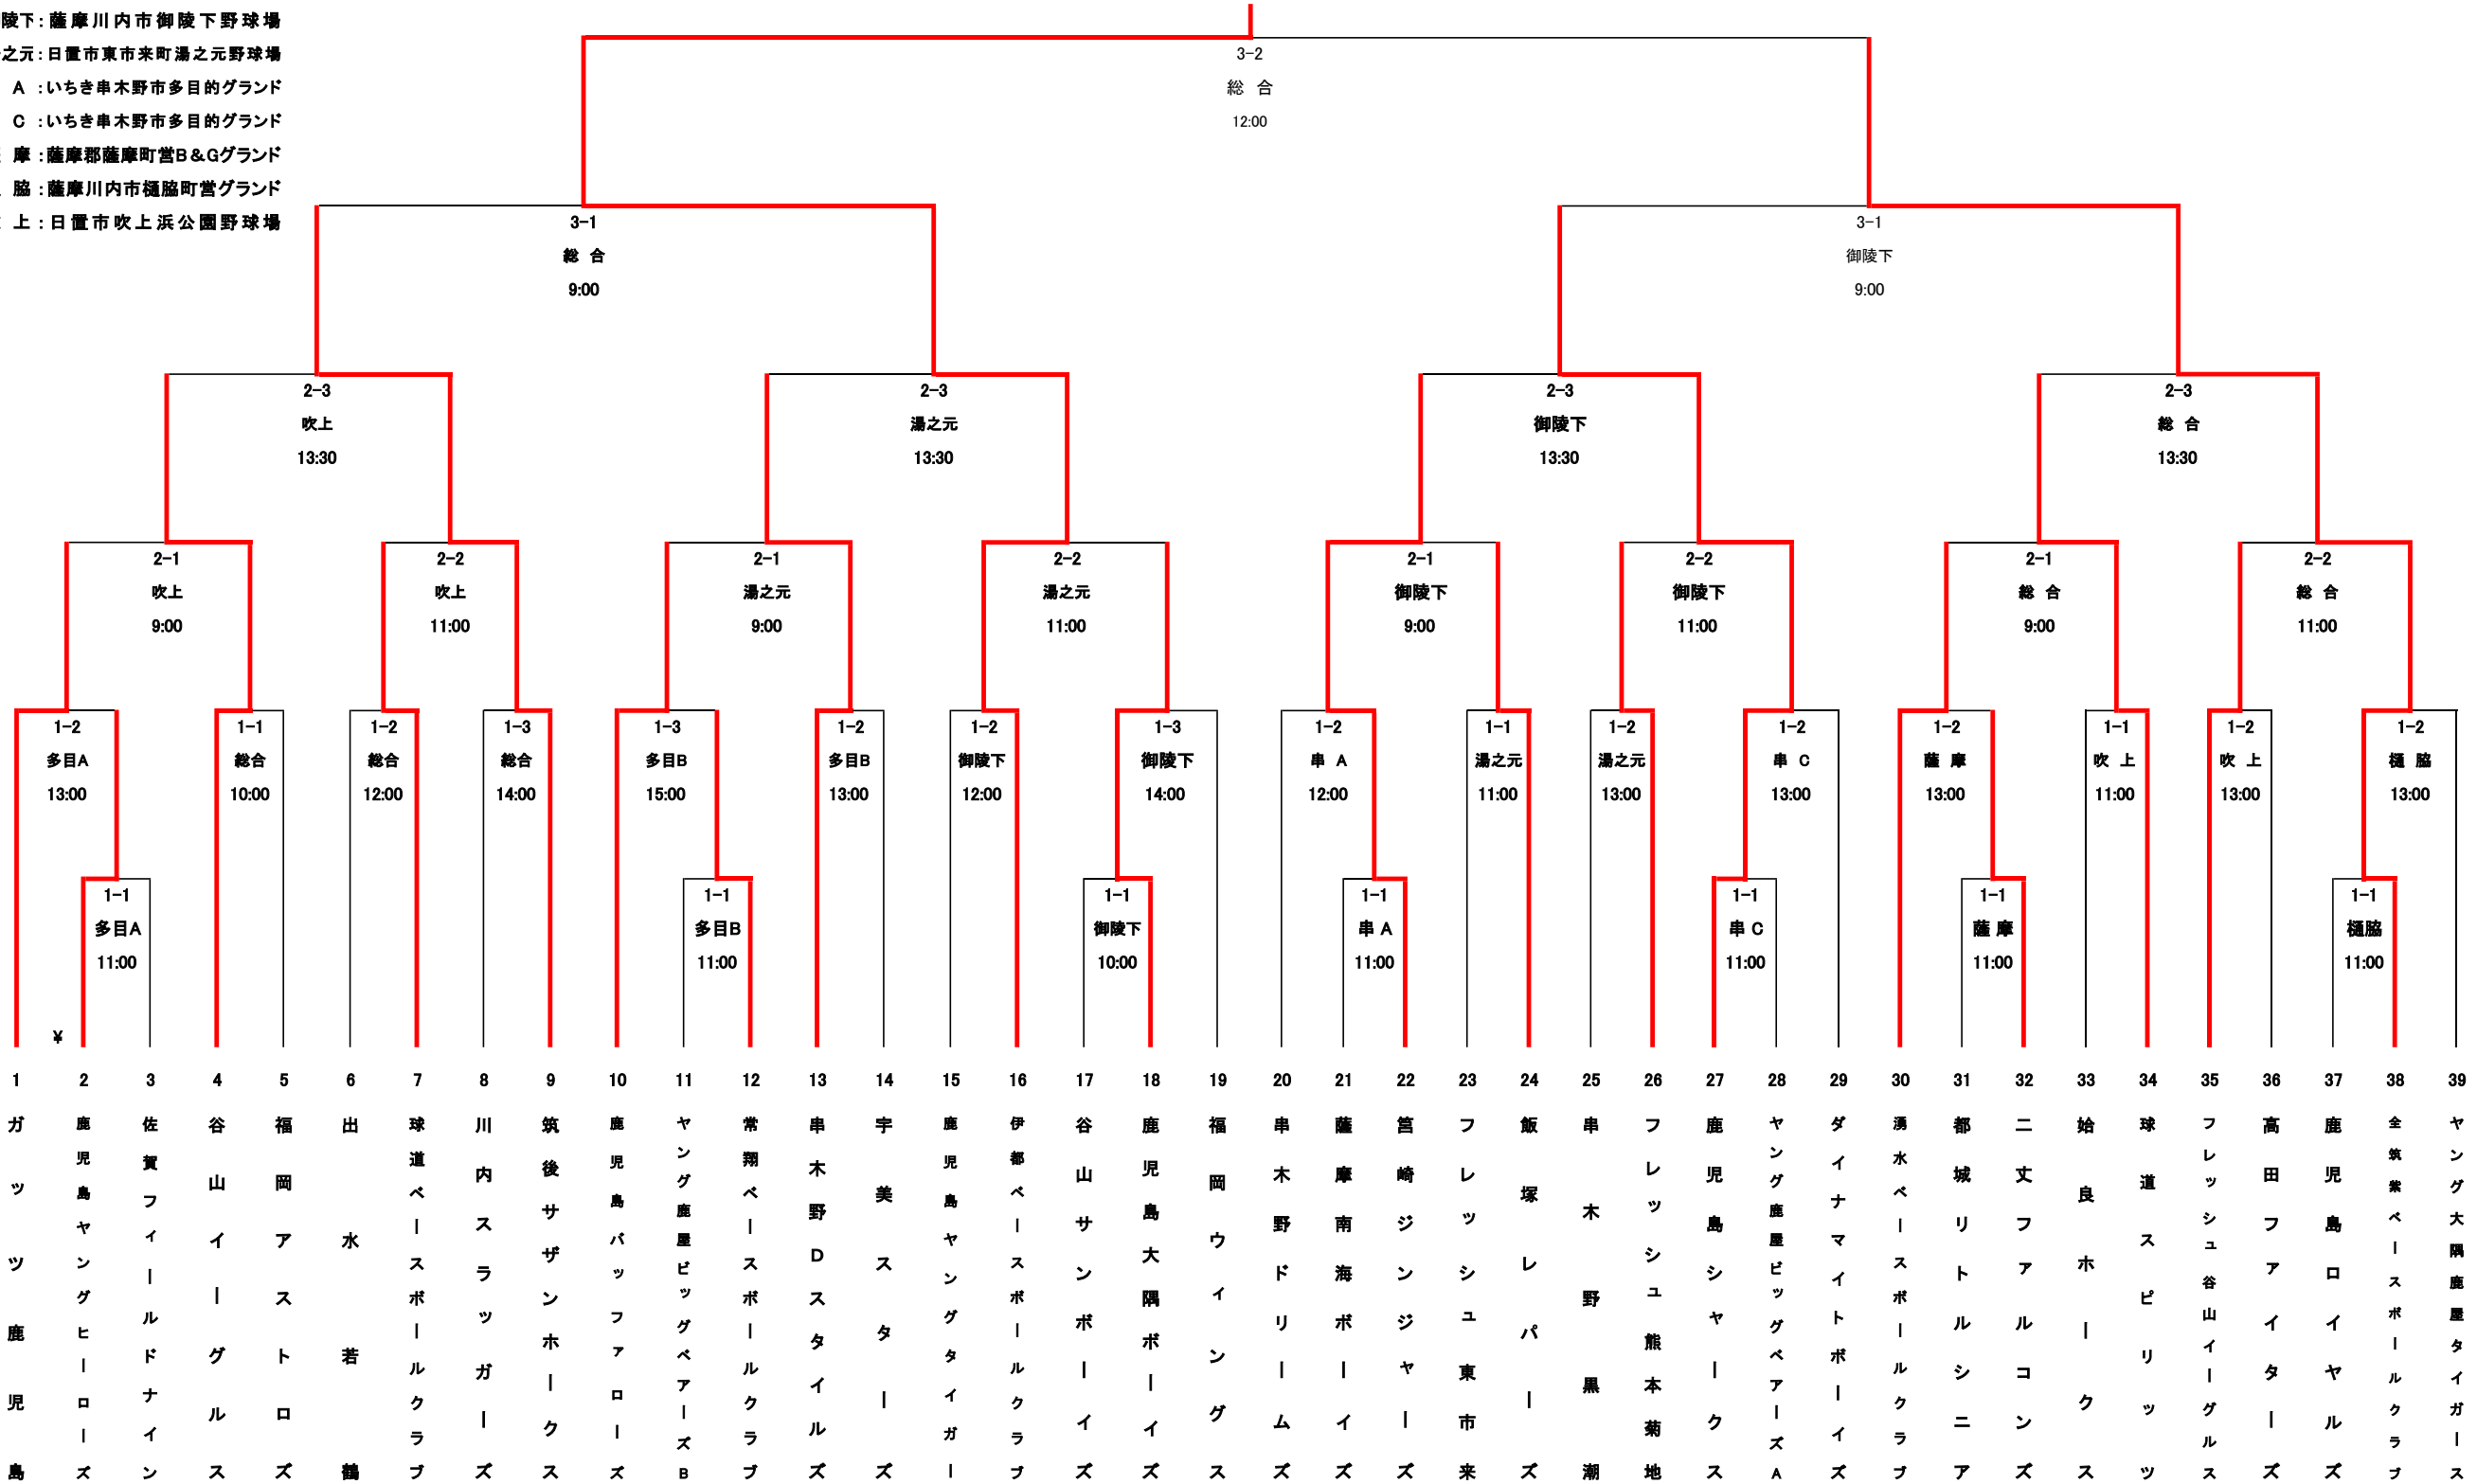 陵下：薩摩川内市御陵下野球場
之元：日置市東市来町湯之元野球場
A ：いちき串木野市多目的グランド
C ：いちき串木野市多目的グランド
摩：薩摩郡薩摩町営B＆Gグランド
脇：薩摩川内市樋脇町営グランド
上：日置市吹上浜公園野球場
3-2
総 合
12:00
3-1
総 合
9:00
3-1
御陵下
9:00
2-3
吹上
13:30
2-3
湯之元
13:30
2-3
御陵下
13:30
2-3
総 合
13:30
2-1
吹上
9:00
2-2
吹上
11:00
2-1
湯之元
9:00
2-2
湯之元
11:00
2-1
御陵下
9:00
2-2
御陵下
11:00
2-1
総 合
9:00
2-2
総 合
11:00
1-2
多目A
13:00
1-1
総合
10:00
1-2
総合
12:00
1-3
総合
14:00
1-3
多目B
15:00
1-2
多目B
13:00
1-2
御陵下
12:00
1-3
御陵下
14:00
1-2
串 A
12:00
1-1
湯之元
11:00
1-2
湯之元
13:00
1-2
串 C
13:00
1-2
薩 摩
13:00
1-1
吹 上
11:00
1-2
吹 上
13:00
1-2
樋 脇
13:00
1-1
多目A
11:00
1-1
多目B
11:00
1-1
御陵下
10:00
1-1
串 A
11:00
1-1
串 C
11:00
1-1
薩 摩
11:00
1-1
樋脇
11:00
¥
1 ガッツ鹿児島
2 鹿児島ヤングヒーローズ
3 佐賀フィールドナイン
4 谷山イーグルス
5 福岡アストロズ
6 出水若鶴
7 球道ベースボールクラブ
8 川内スラッガーズ
9 筑後サザンホークス
10 鹿児島バッファローズ
11 ヤング鹿屋ビッグベアーズB
12 常翔ベースボールクラブ
13 串木野Dスタイルズ
14 宇美スターズ
15 鹿児島ヤングタイガー
16 伊都ベースボールクラブ
17 谷山サンボーイズ
18 鹿児島大隅ボーイズ
19 福岡ウィングス
20 串木野ドリームズ
21 薩摩南海ボーイズ
22 筥崎ジンジャーズ
23 フレッシュ東市来
24 飯塚レパーズ
25 串木野黒潮
26 フレッシュ熊本菊地
27 鹿児島シャークス
28 ヤング鹿屋ビッグベアーズA
29 ダイナマイトボーイズ
30 湧水ベースボールクラブ
31 都城リトルシニア
32 二丈ファルコンズ
33 姶良ホークス
34 球道スピリッツ
35 フレッシュ谷山イーグルス
36 高田ファイターズ
37 鹿児島ロイヤルズ
38 全筑紫ベースボールクラブ
39 ヤング大隅鹿屋タイガース